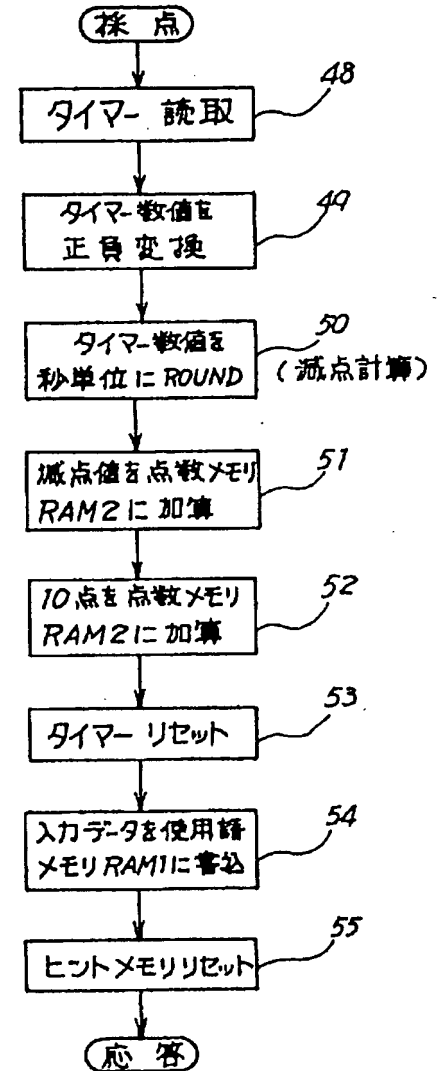 採点
48
タイマー 読取
49
タイマー数値を
正負変換
50
タイマー数値を
秒単位にROUND
(減点計算)
51
減点値を点数メモリ
RAM2に加算
52
10点を点数メモリ
RAM2に加算
53
タイマー リセット
54
入力データを使用語
メモリRAM1に書込
55
ヒントメモリリセット
応答